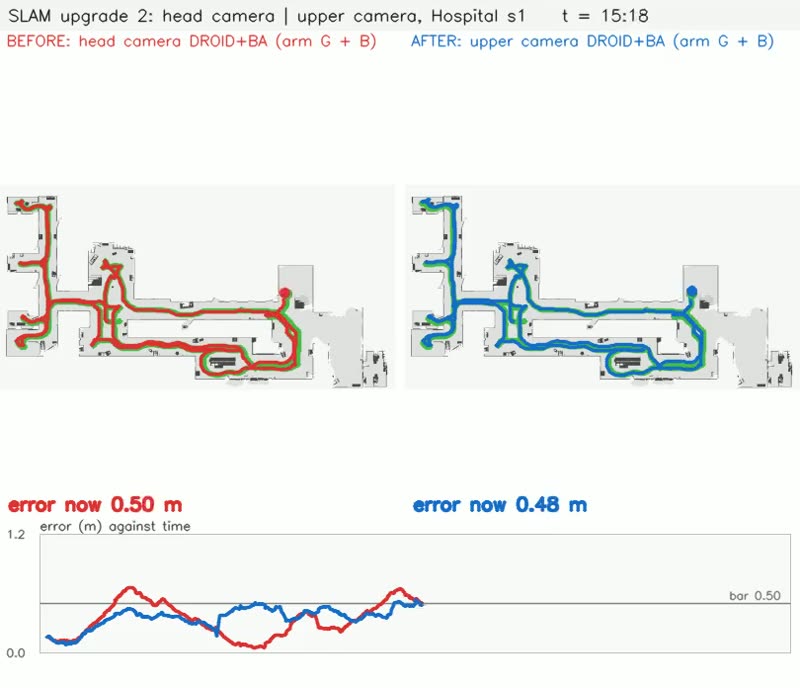 SLAM upgrade 2: head camera | upper camera, Hospital s1 t = 15:18
BEFORE: head camera DROID+BA (arm G + B)
AFTER: upper camera DROID+BA (arm G + B)
error now 0.50 m
error now 0.48 m
error (m) against time
1.2
bar 0.50
0.0